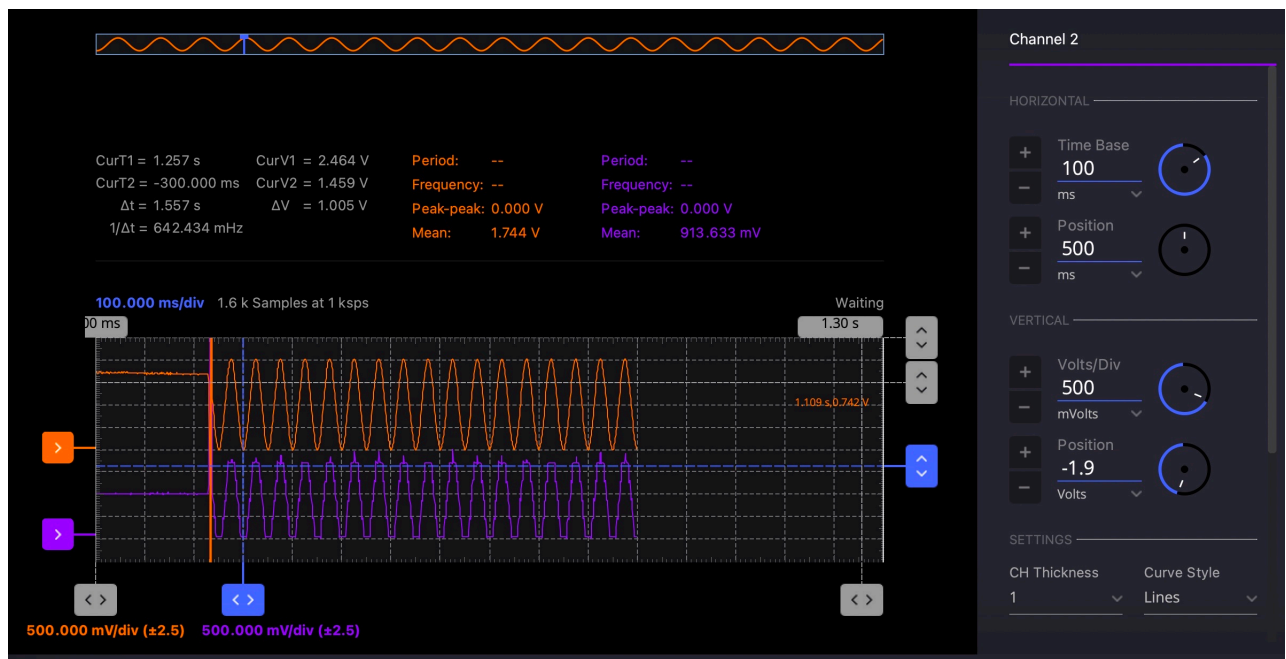 Channel 2
HORIZONTAL
CurT1 = 1.257 s CurV1 = 2.464 V Period: -- Period: --
CurT2 = -300.000 ms CurV2 = 1.459 V Frequency: -- Frequency: --
Δt = 1.557 s ΔV = 1.005 V Peak-peak: 0.000 V Peak-peak: 0.000 V
1/Δt = 642.434 mHz Mean: 1.744 V Mean: 913.633 mV
+ Time Base
100
− ms
+ Position
500
− ms
100.000 ms/div 1.6 k Samples at 1 ksps Waiting
00 ms 1.30 s
1.109 s,0.742 V
VERTICAL
+ Volts/Div
500
− mVolts
+ Position
-1.9
− Volts
SETTINGS
CH Thickness Curve Style
1 Lines
500.000 mV/div (±2.5) 500.000 mV/div (±2.5)